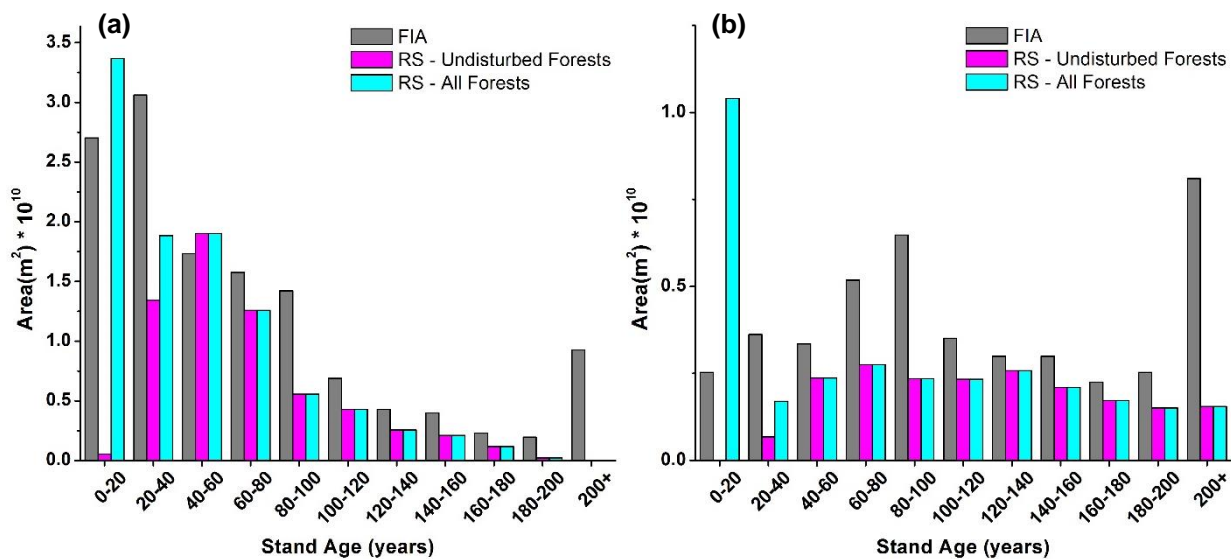 (a)
FIA
RS - Undisturbed Forests
RS - All Forests
3.5
3.0
2.5
2.0
1.5
1.0
0.5
0.0
Area(m²) * 10¹⁰
0-20
20-40
40-60
60-80
80-100
100-120
120-140
140-160
160-180
180-200
200+
Stand Age (years)
(b)
FIA
RS - Undisturbed Forests
RS - All Forests
1.0
0.5
0.0
Area(m²) * 10¹⁰
0-20
20-40
40-60
60-80
80-100
100-120
120-140
140-160
160-180
180-200
200+
Stand Age (years)